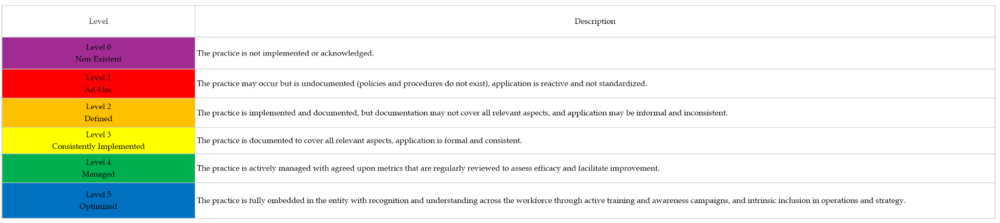 Level
Description
Level 0
Non-Existent
The practice is not implemented or acknowledged.
Level 1
Ad-Hoc
The practice may occur but is undocumented (policies and procedures do not exist), application is reactive and not standardized.
Level 2
Defined
The practice is implemented and documented, but documentation may not cover all relevant aspects, and application may be informal and inconsistent.
Level 3
Consistently Implemented
The practice is documented to cover all relevant aspects, application is formal and consistent.
Level 4
Managed
The practice is actively managed with agreed upon metrics that are regularly reviewed to assess efficacy and facilitate improvement.
Level 5
Optimized
The practice is fully embedded in the entity with recognition and understanding across the workforce through active training and awareness campaigns, and intrinsic inclusion in operations and strategy.